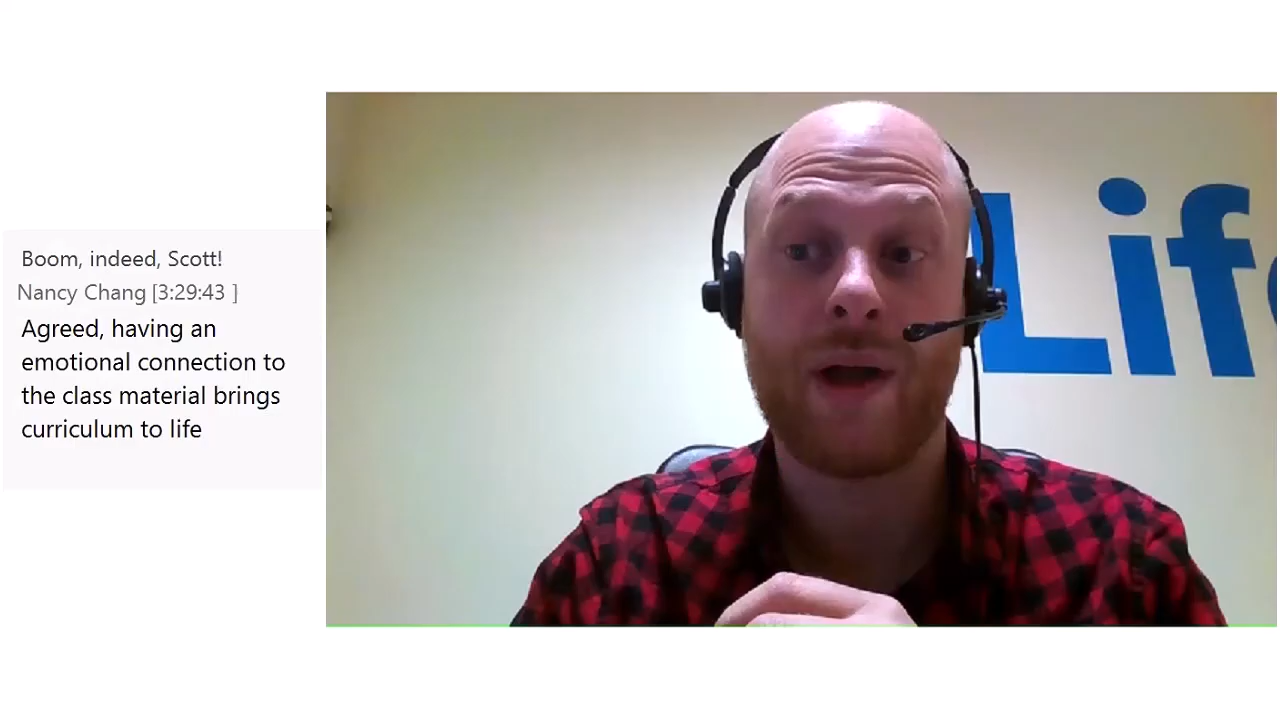 Boom, indeed, Scott!
Nancy Chang [3:29:43 ]
Agreed, having an
emotional connection to
the class material brings
curriculum to life
Lif